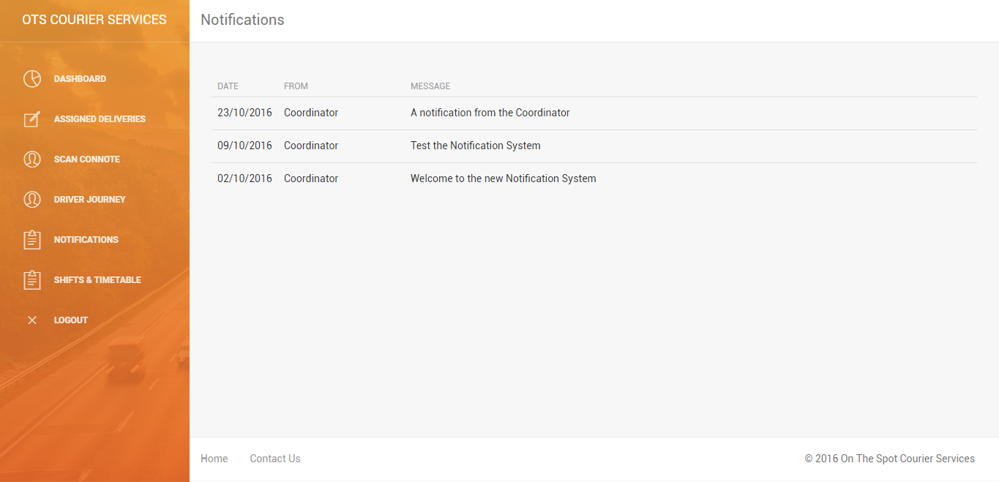 OTS COURIER SERVICES
Notifications
DASHBOARD
ASSIGNED DELIVERIES
SCAN CONNOTE
DRIVER JOURNEY
NOTIFICATIONS
SHIFTS & TIMETABLE
LOGOUT
DATE FROM MESSAGE
23/10/2016 Coordinator A notification from the Coordinator
09/10/2016 Coordinator Test the Notification System
02/10/2016 Coordinator Welcome to the new Notification System
Home Contact Us © 2016 On The Spot Courier Services